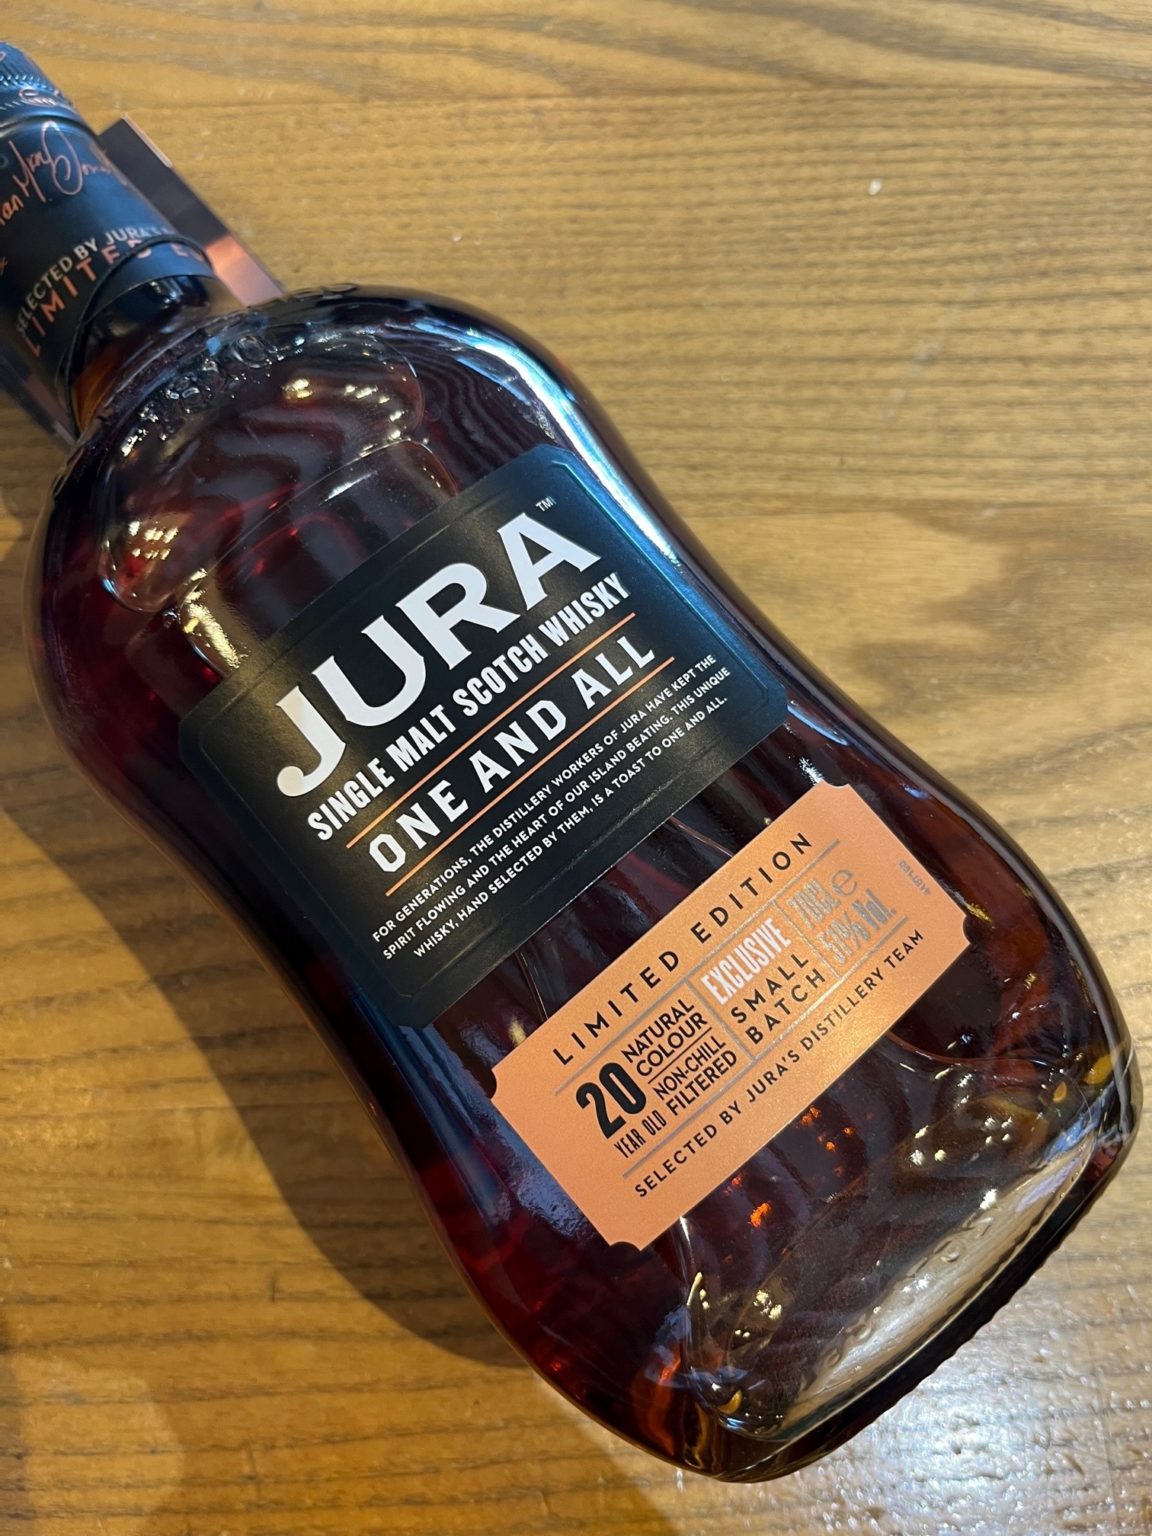 SELECTED BY JURA'S
LIMITED
1810
JURA™
SINGLE MALT SCOTCH WHISKY
ONE AND ALL
FOR GENERATIONS, THE DISTILLERY WORKERS OF JURA HAVE KEPT THE
SPIRIT FLOWING AND THE HEART OF OUR ISLAND BEATING. THIS UNIQUE
WHISKY, HAND SELECTED BY THEM, IS A TOAST TO ONE AND ALL.
LIMITED EDITION
20
YEAR OLD
NATURAL
COLOUR
NON-CHILL
FILTERED
EXCLUSIVE
SMALL
BATCH
70cl e
51% Vol.
SELECTED BY JURA'S DISTILLERY TEAM